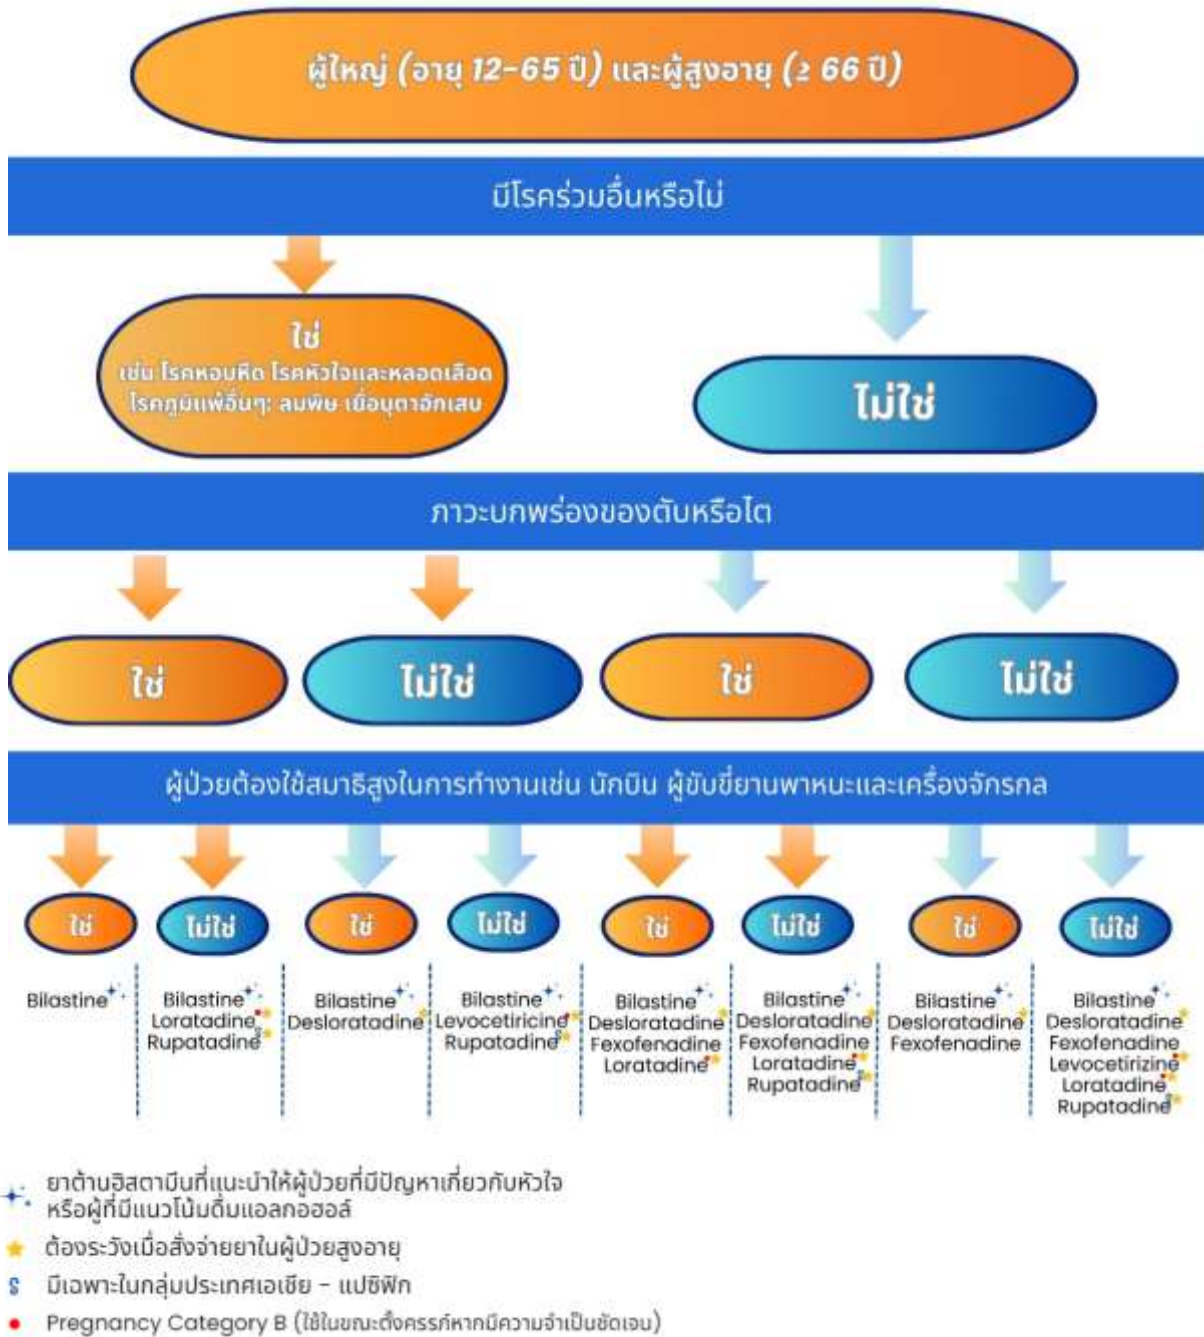 ผู้ใหญ่ (อายุ 12-65 ปี) และผู้สูงอายุ (≥ 66 ปี)
มีโรคร่วมอื่นหรือไม่
ใช่
เช่น โรคหอบหืด โรคหัวใจและหลอดเลือด
โรคภูมิแพ้อื่นๆ: ลมพิษ เยื่อบุตาอักเสบ
ไม่ใช่
ภาวะบกพร่องของตับหรือไต
ใช่
ไม่ใช่
ใช่
ไม่ใช่
ผู้ป่วยต้องใช้สมาธิสูงในการทำงานเช่น นักบิน ผู้ขับขี่ยานพาหนะและเครื่องจักรกล
ใช่
ไม่ใช่
ใช่
ไม่ใช่
ใช่
ไม่ใช่
ใช่
ไม่ใช่
Bilastine
Bilastine
Loratadine
Rupatadine
Bilastine
Desloratadine
Bilastine
Levocetiricine
Rupatadine
Bilastine
Desloratadine
Fexofenadine
Loratadine
Bilastine
Desloratadine
Fexofenadine
Loratadine
Rupatadine
Bilastine
Desloratadine
Fexofenadine
Bilastine
Desloratadine
Fexofenadine
Levocetirizine
Loratadine
Rupatadine
ยาต้านฮิสตามีนที่แนะนำให้ผู้ป่วยที่มีปัญหาเกี่ยวกับหัวใจ
หรือผู้ที่มีแนวโน้มดื่มแอลกอฮอล์
ต้องระวังเมื่อสั่งจ่ายยาในผู้ป่วยสูงอายุ
s มีเฉพาะในกลุ่มประเทศเอเชีย - แปซิฟิก
Pregnancy Category B (ใช้ในขณะตั้งครรภ์หากมีความจำเป็นชัดเจน)